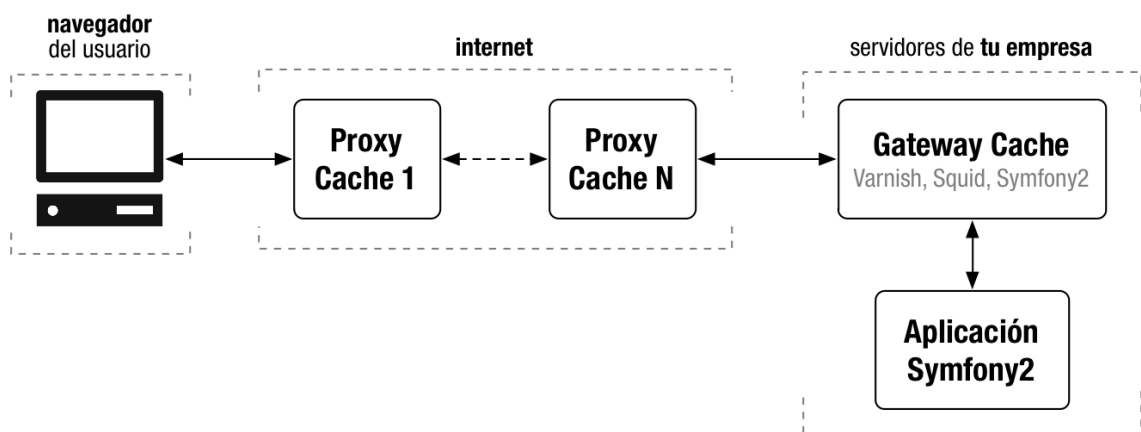 navegador
del usuario
internet
servidores de tu empresa
Proxy
Cache 1
Proxy
Cache N
Gateway Cache
Varnish, Squid, Symfony2
Aplicación
Symfony2